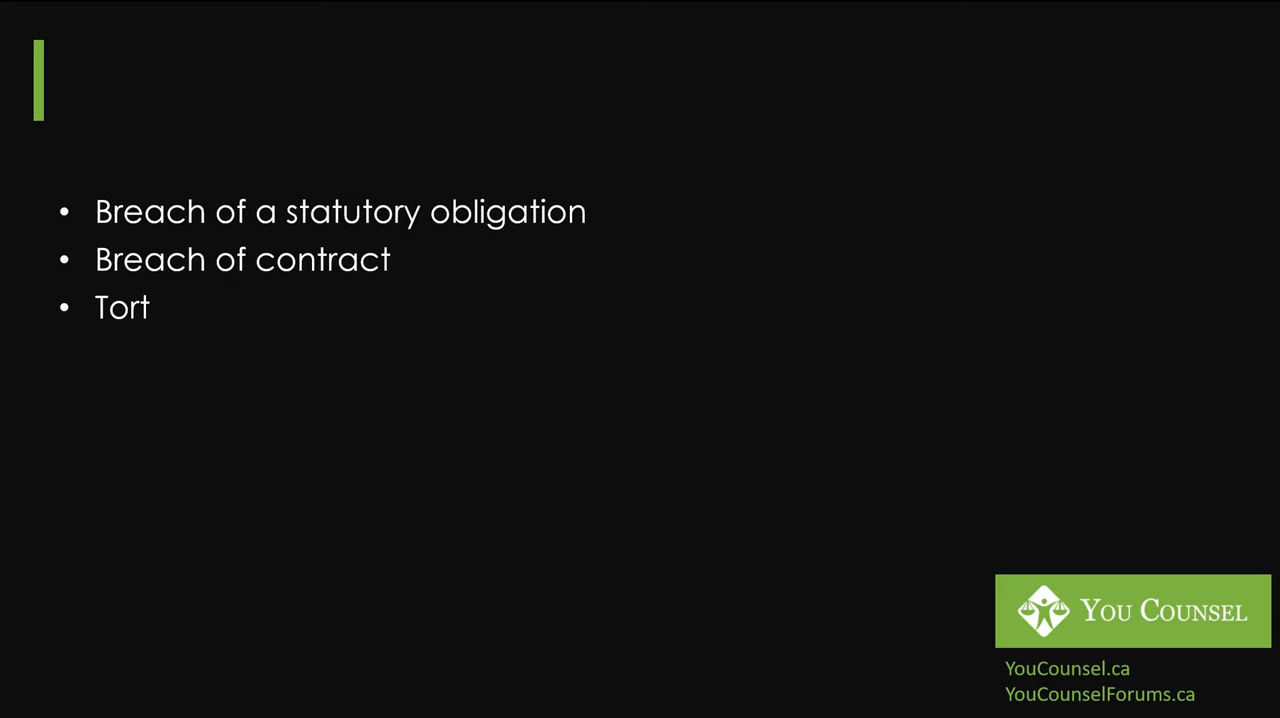 • Breach of a statutory obligation
• Breach of contract
• Tort
YOU COUNSEL
YouCounsel.ca
YouCounselForums.ca